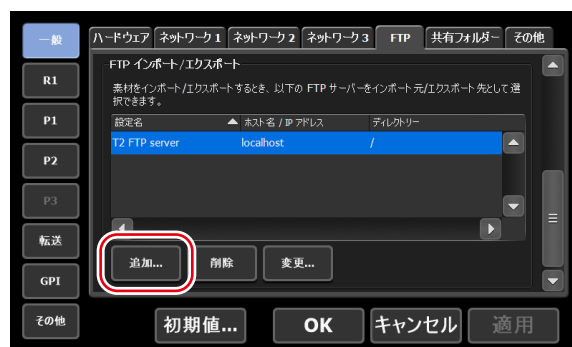 一般
ハードウェア ネットワーク 1 ネットワーク 2 ネットワーク 3 FTP 共有フォルダー その他
R1
P1
P2
P3
転送
GPI
その他
FTP インポート/エクスポート
素材をインポート/エクスポートするとき、以下の FTP サーバーをインポート元/エクスポート先として選
択できます。
設定名 ホスト名 / IP アドレス ディレクトリー
T2 FTP server localhost /
追加... 削除 変更...
初期値... OK キャンセル 適用